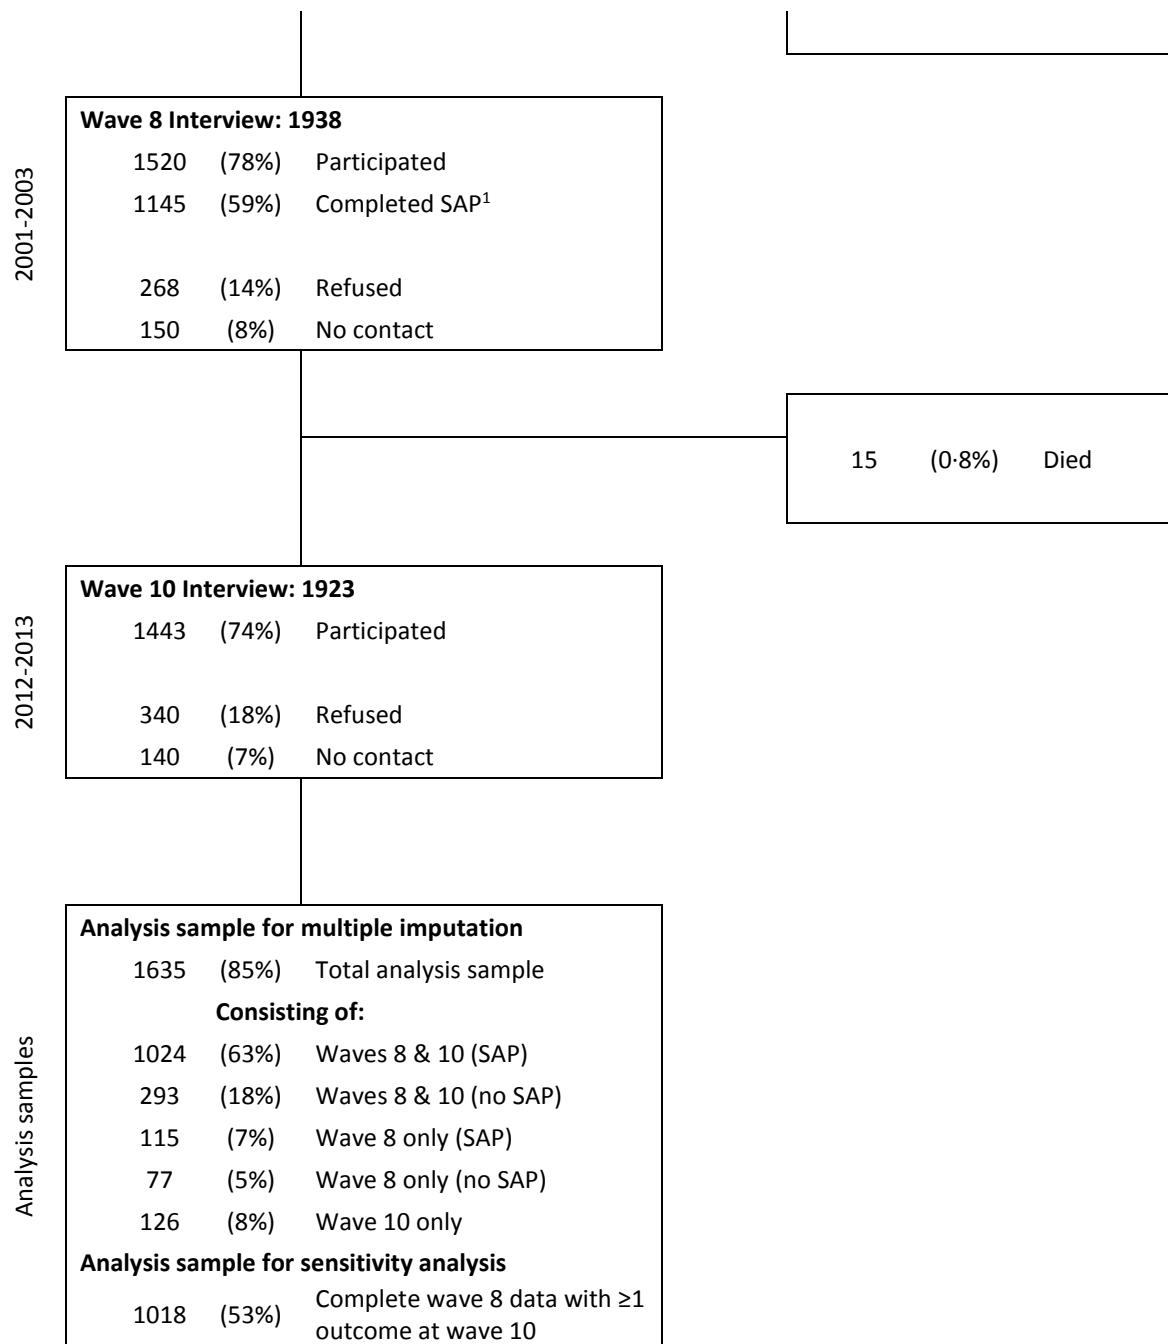 2001-2003
Wave 8 Interview: 1938
1520 (78%) Participated
1145 (59%) Completed SAP¹
268 (14%) Refused
150 (8%) No contact
15 (0·8%) Died
2012-2013
Wave 10 Interview: 1923
1443 (74%) Participated
340 (18%) Refused
140 (7%) No contact
Analysis samples
Analysis sample for multiple imputation
1635 (85%) Total analysis sample
Consisting of:
1024 (63%) Waves 8 & 10 (SAP)
293 (18%) Waves 8 & 10 (no SAP)
115 (7%) Wave 8 only (SAP)
77 (5%) Wave 8 only (no SAP)
126 (8%) Wave 10 only
Analysis sample for sensitivity analysis
1018 (53%) Complete wave 8 data with ≥1
outcome at wave 10